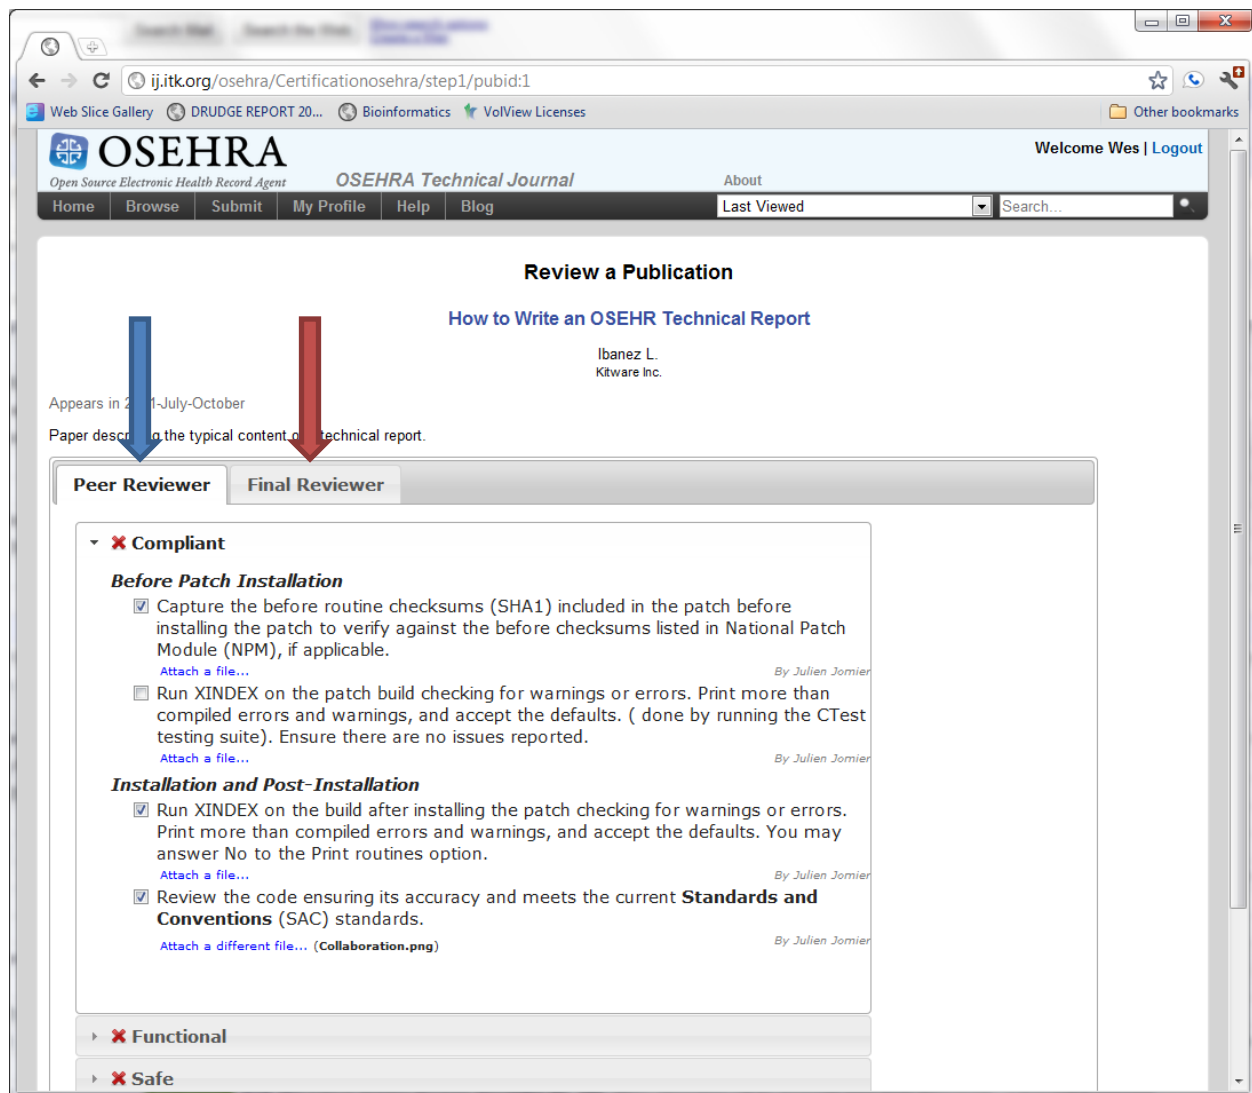 ij.itk.org/osehra/Certificationosehra/step1/pubid:1
Web Slice Gallery DRUDGE REPORT 20... Bioinformatics VolView Licenses Other bookmarks
OSEHRA
Welcome Wes | Logout
Open Source Electronic Health Record Agent OSEHRA Technical Journal About
Home Browse Submit My Profile Help Blog Last Viewed Search...
Review a Publication
How to Write an OSEHR Technical Report
Ibanez L.
Kitware Inc.
Appears in 2 1-July-October
Paper des g the typical content o technical report.
Peer Reviewer Final Reviewer
Compliant
Before Patch Installation
Capture the before routine checksums (SHA1) included in the patch before
installing the patch to verify against the before checksums listed in National Patch
Module (NPM), if applicable.
Attach a file... By Julien Jomier
Run XINDEX on the patch build checking for warnings or errors. Print more than
compiled errors and warnings, and accept the defaults. ( done by running the CTest
testing suite). Ensure there are no issues reported.
Attach a file... By Julien Jomier
Installation and Post-Installation
Run XINDEX on the build after installing the patch checking for warnings or errors.
Print more than compiled errors and warnings, and accept the defaults. You may
answer No to the Print routines option.
Attach a file... By Julien Jomier
Review the code ensuring its accuracy and meets the current Standards and
Conventions (SAC) standards.
Attach a different file... (Collaboration.png) By Julien Jomier
Functional
Safe